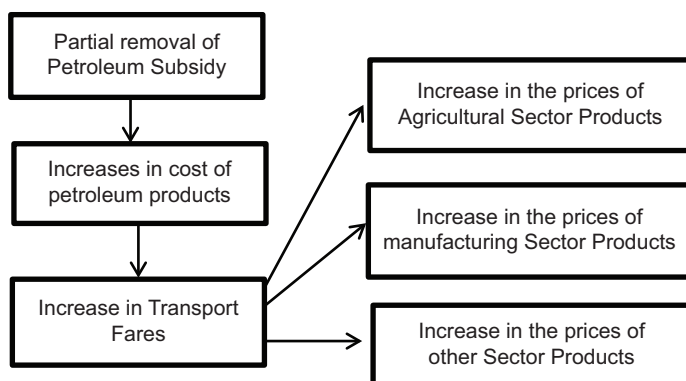 Partial removal of
Petroleum Subsidy
Increases in cost of
petroleum products
Increase in Transport
Fares
Increase in the prices of
Agricultural Sector Products
Increase in the prices of
manufacturing Sector Products
Increase in the prices of
other Sector Products